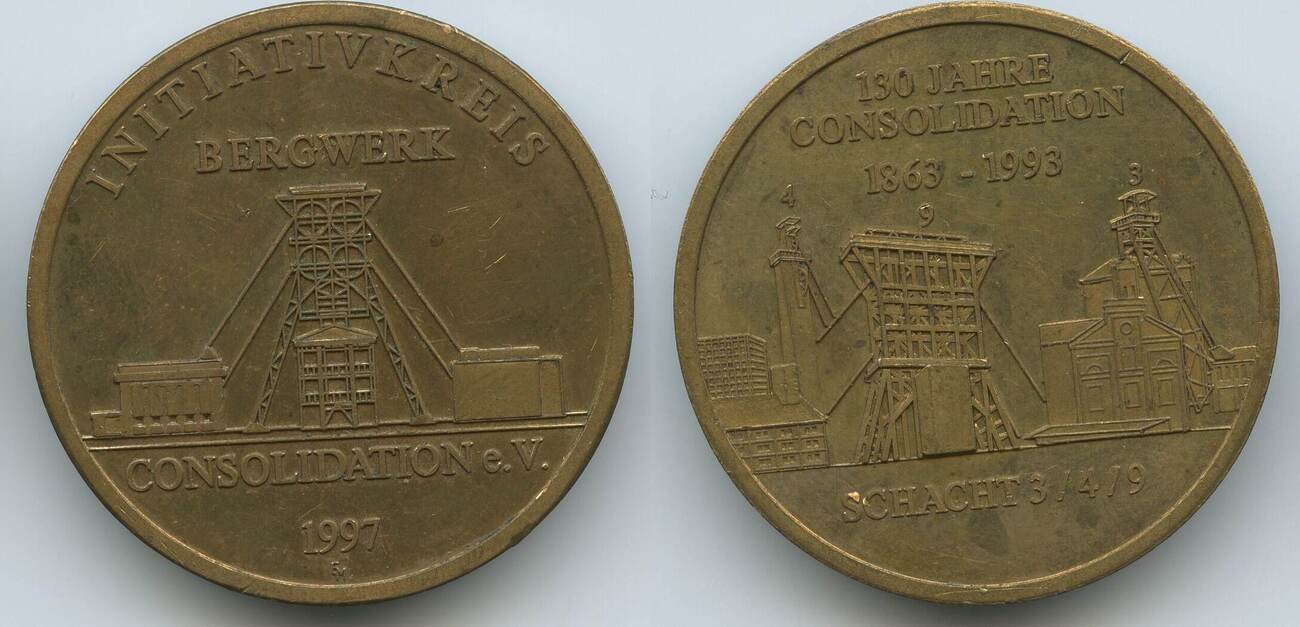 INITIATIVKREIS
BERGWERK
CONSOLIDATION e.V.
1997
130 JAHRE
CONSOLIDATION
1863 - 1993
4
9
3
SCHACHT 3/4/9